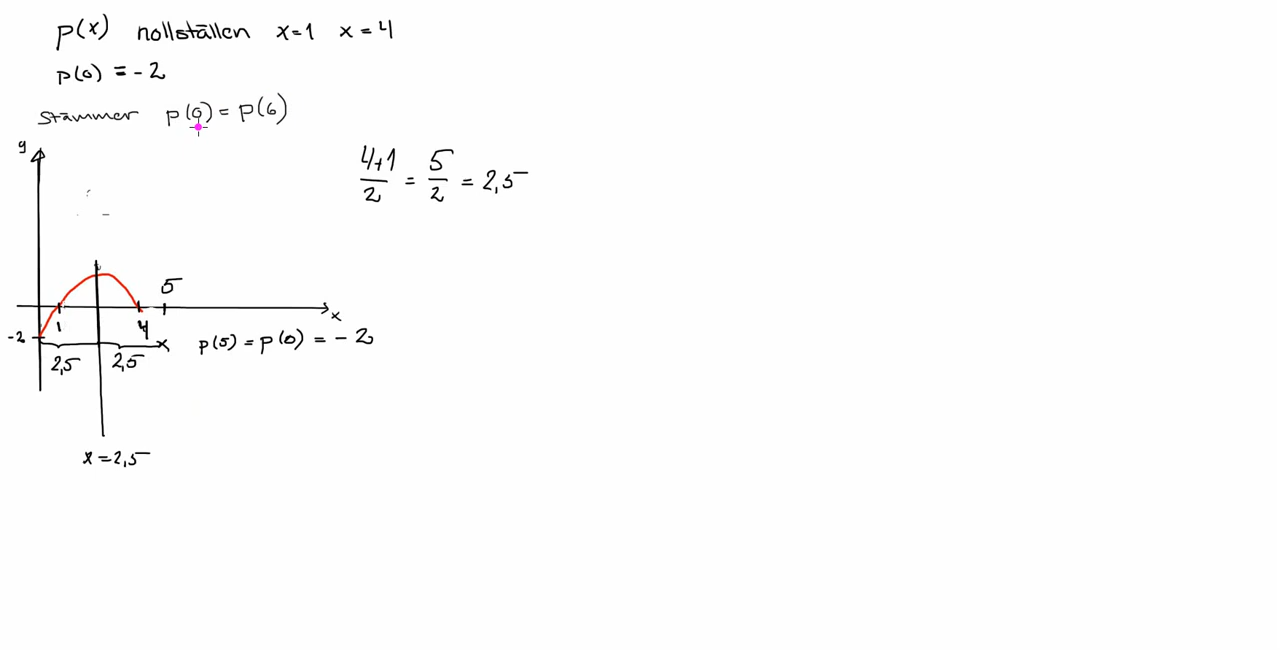 p(x) nollställen x=1 x=4
p(0) = -2
Stämmer p(0) = p(6)
y
4+1/2 = 5/2 = 2,5
5
x
1 4
-2
p(5) = p(0) = -2
2,5 2,5
x=2,5